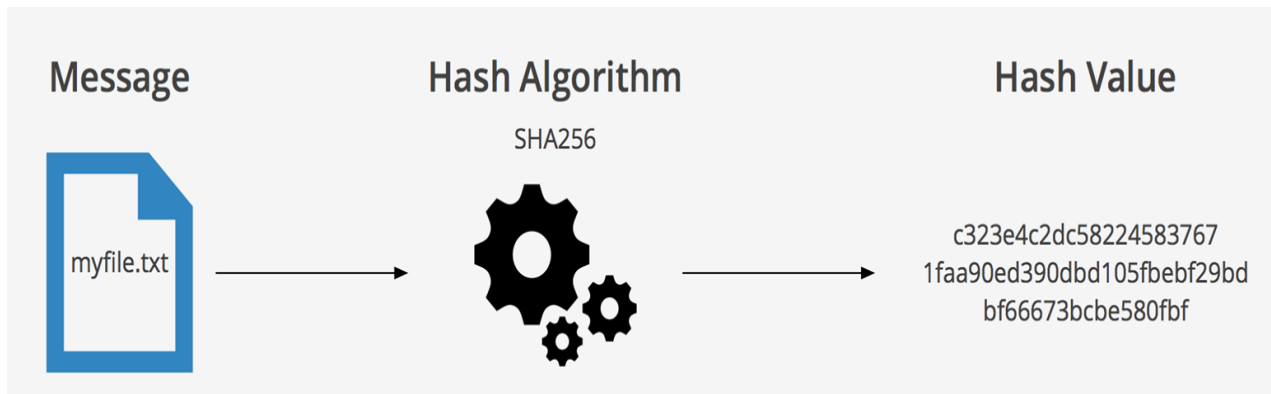 Message
Hash Algorithm
Hash Value
SHA256
myfile.txt
c323e4c2dc58224583767
1faa90ed390dbd105fbebf29bd
bf66673bcbe580fbf